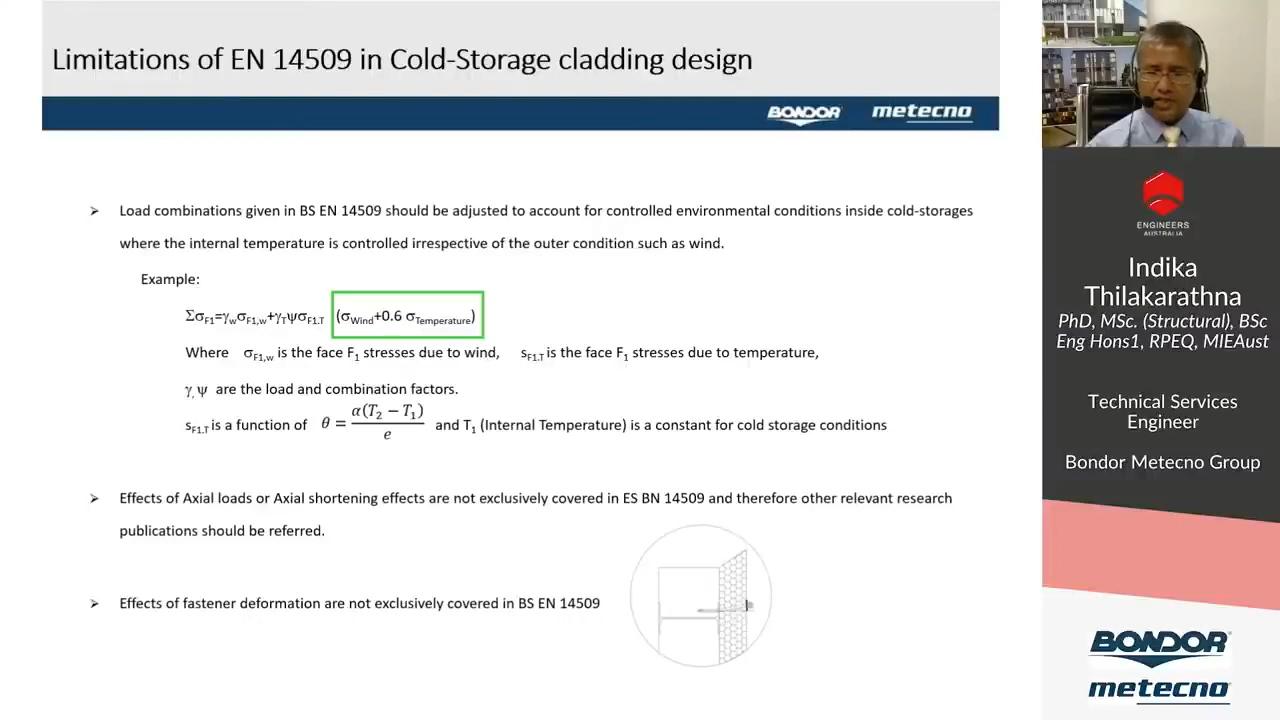 Limitations of EN 14509 in Cold-Storage cladding design
BONDOR metecno
➢ Load combinations given in BS EN 14509 should be adjusted to account for controlled environmental conditions inside cold-storages
where the internal temperature is controlled irrespective of the outer condition such as wind.
Example:
ΣσF1=γwσF1,w+γTψσF1.T (σWind+0.6 σTemperature)
Where σF1,w is the face F1 stresses due to wind, sF1.T is the face F1 stresses due to temperature,
γ, ψ are the load and combination factors.
sF1.T is a function of θ = α(T2 − T1) / e and T1 (Internal Temperature) is a constant for cold storage conditions
➢ Effects of Axial loads or Axial shortening effects are not exclusively covered in ES BN 14509 and therefore other relevant research
publications should be referred.
➢ Effects of fastener deformation are not exclusively covered in BS EN 14509
ENGINEERS
AUSTRALIA
Indika
Thilakarathna
PhD, MSc. (Structural), BSc
Eng Hons1, RPEQ, MIEAust
Technical Services
Engineer
Bondor Metecno Group
BONDOR
metecno